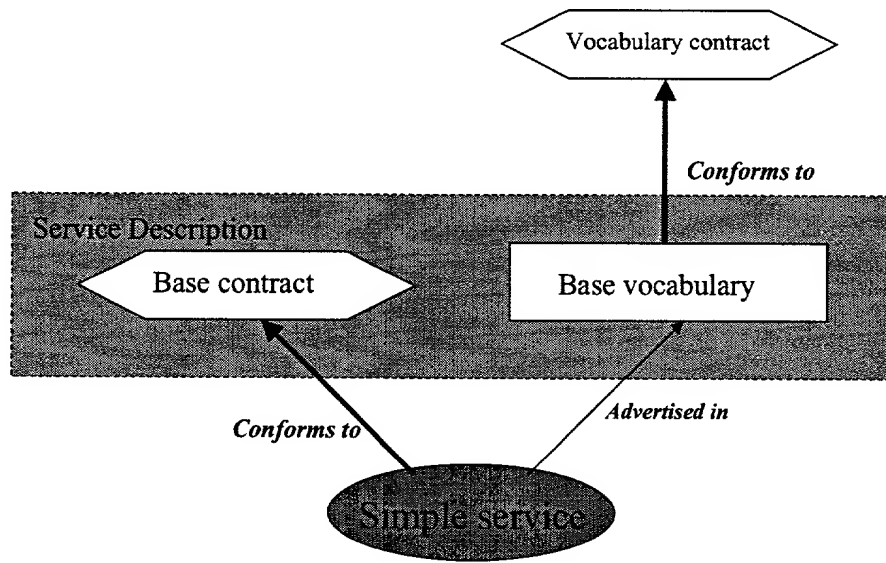 Vocabulary contract
Conforms to
Service Description
Base contract
Base vocabulary
Conforms to
Advertised in
Simple service